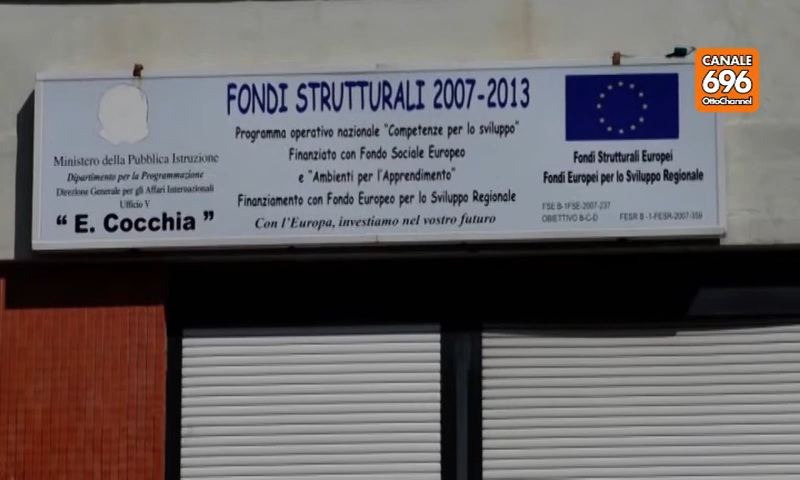 Ministero della Pubblica Istruzione
Dipartimento per la Programmazione
Direzione Generale per gli Affari Internazionali
Ufficio V
“ E. Cocchia ”
FONDI STRUTTURALI 2007-2013
Programma operativo nazionale "Competenze per lo sviluppo"
Finanziato con Fondo Sociale Europeo
e "Ambienti per l'Apprendimento"
Finanziamento con Fondo Europeo per lo Sviluppo Regionale
Con l'Europa, investiamo nel vostro futuro
Fondi Strutturali Europei
Fondi Europei per lo Sviluppo Regionale
FSE B-1FSE-2007-237
OBIETTIVO B-C-D FESR B -1-FESR-2007-359
CANALE
696
OttoChannel